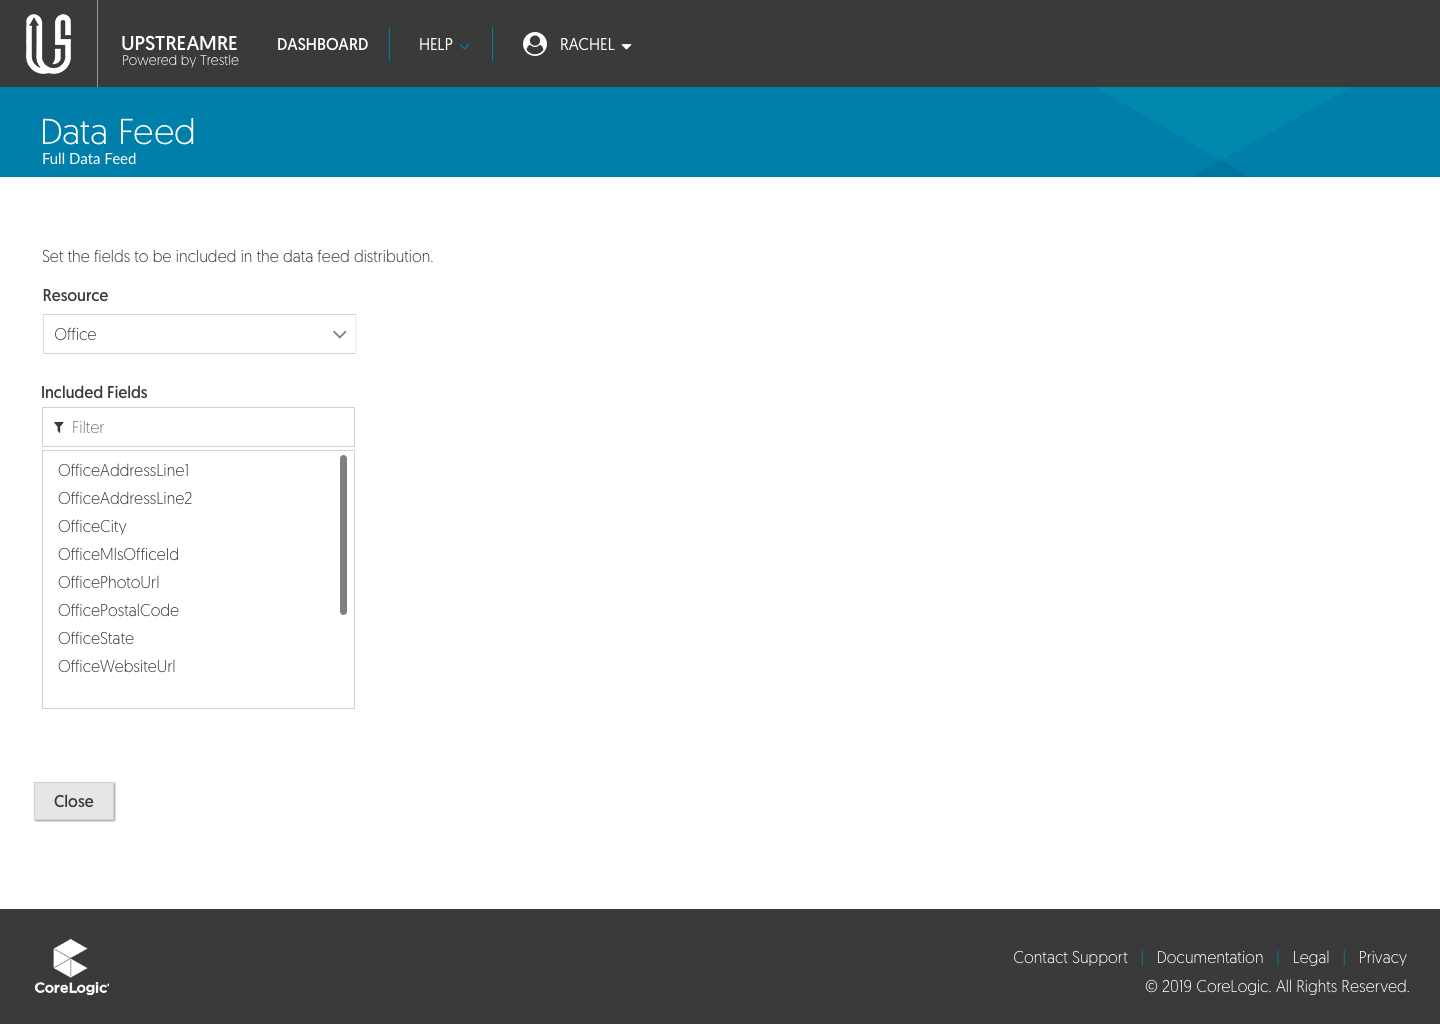 UPSTREAMRE
Powered by Trestle
DASHBOARD
HELP
RACHEL
Data Feed
Full Data Feed
Set the fields to be included in the data feed distribution.
Resource
Office
Included Fields
Filter
OfficeAddressLine1
OfficeAddressLine2
OfficeCity
OfficeMlsOfficeId
OfficePhotoUrl
OfficePostalCode
OfficeState
OfficeWebsiteUrl
Close
CoreLogic
Contact Support | Documentation | Legal | Privacy
© 2019 CoreLogic. All Rights Reserved.